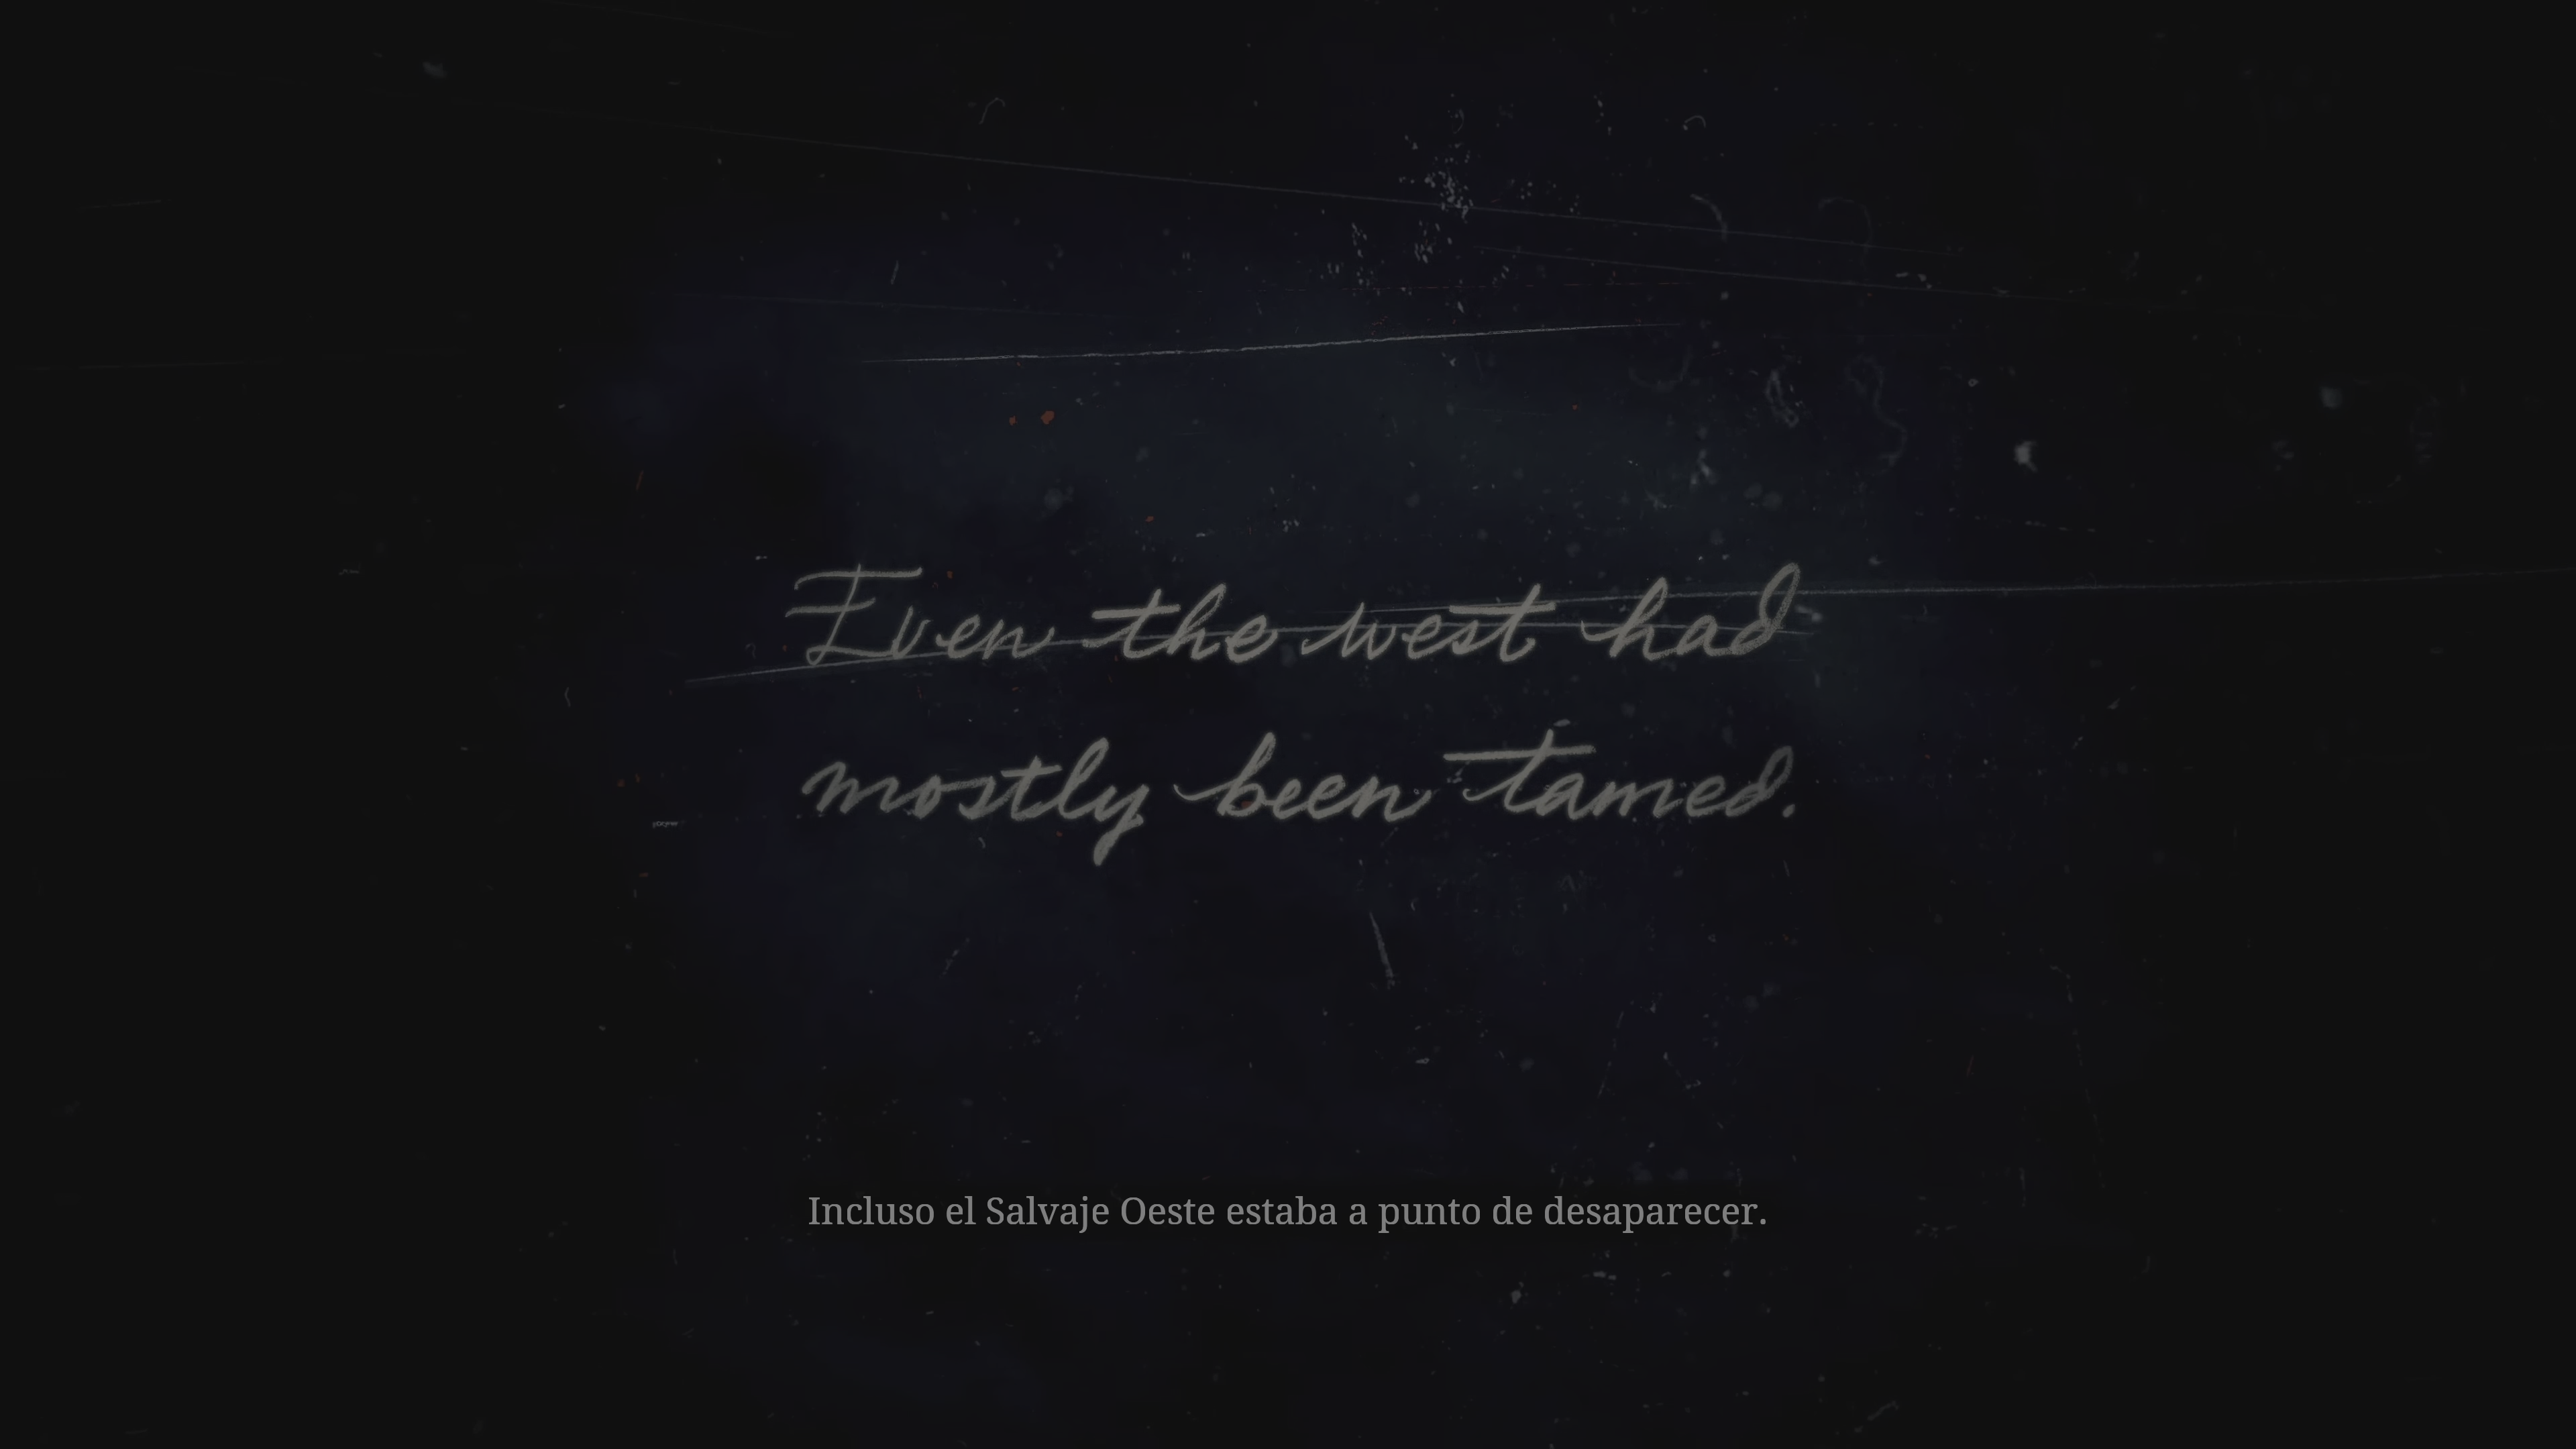 Even the west had
mostly been tamed.
Incluso el Salvaje Oeste estaba a punto de desaparecer.